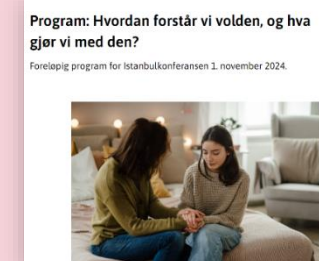 Program: Hvordan forstår vi volden, og hva
gjør vi med den?
Foreløpig program for Istanbulkonferansen 1. november 2024.